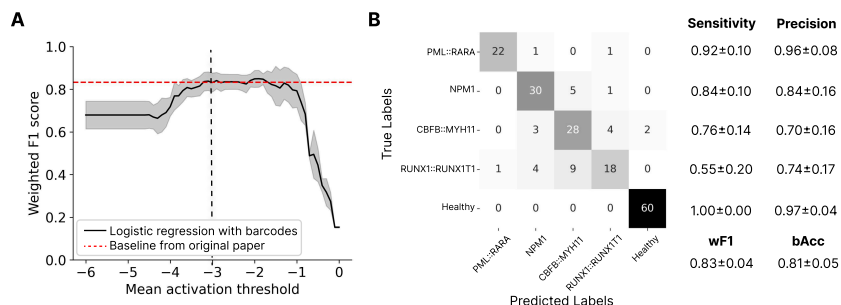 A
1.0
0.8
0.6
0.4
0.2
0.0
Weighted F1 score
Logistic regression with barcodes
Baseline from original paper
−6 −5 −4 −3 −2 −1 0
Mean activation threshold
B
Sensitivity Precision
True Labels
PML::RARA 22 1 0 1 0 0.92±0.10 0.96±0.08
NPM1 0 30 5 1 0 0.84±0.10 0.84±0.16
CBFB::MYH11 0 3 28 4 2 0.76±0.14 0.70±0.16
RUNX1::RUNX1T1 1 4 9 18 0 0.55±0.20 0.74±0.17
Healthy 0 0 0 0 60 1.00±0.00 0.97±0.04
PML::RARA NPM1 CBFB::MYH11 RUNX1::RUNX1T1 Healthy
Predicted Labels
wF1 bAcc
0.83±0.04 0.81±0.05